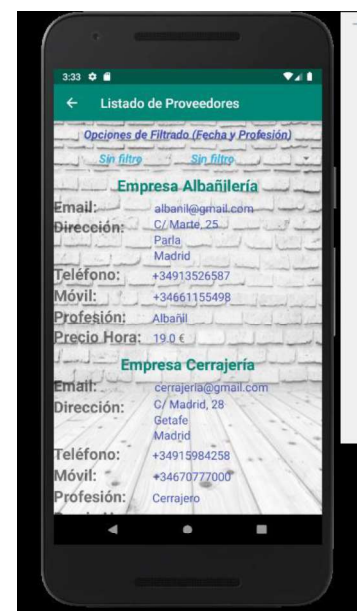 3:33
Listado de Proveedores
Opciones de Filtrado (Fecha y Profesión)
Sin filtro Sin filtro
Empresa Albañilería
Email: albanil@gmail.com
Dirección: C/ Marte, 25
Parla
Madrid
Teléfono: +34913526587
Móvil: +34661155498
Profesión: Albañil
Precio Hora: 19.0 €
Empresa Cerrajería
Email: cerrajeria@gmail.com
Dirección: C/ Madrid, 28
Getafe
Madrid
Teléfono: +34915984258
Móvil: +34670777000
Profesión: Cerrajero